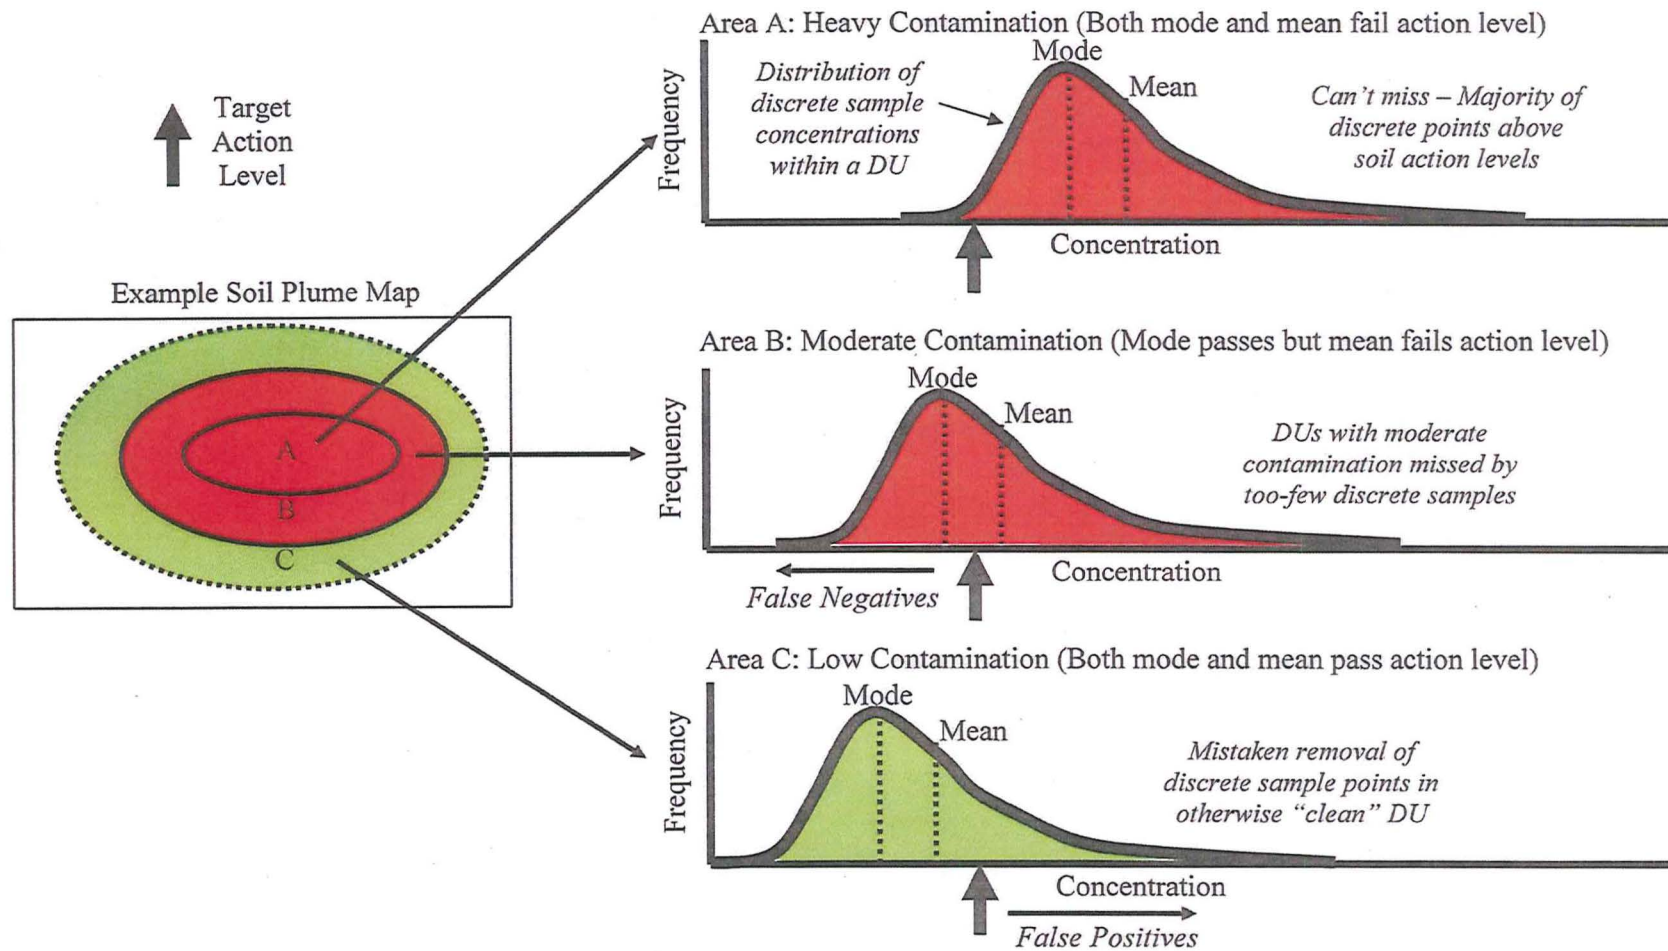 Target
Action
Level
Example Soil Plume Map
A
B
C
Area A: Heavy Contamination (Both mode and mean fail action level)
Frequency
Distribution of
discrete sample
concentrations
within a DU
Mode
Mean
Can't miss – Majority of
discrete points above
soil action levels
Concentration
Area B: Moderate Contamination (Mode passes but mean fails action level)
Frequency
Mode
Mean
DUs with moderate
contamination missed by
too-few discrete samples
Concentration
False Negatives
Area C: Low Contamination (Both mode and mean pass action level)
Frequency
Mode
Mean
Mistaken removal of
discrete sample points in
otherwise “clean” DU
Concentration
False Positives